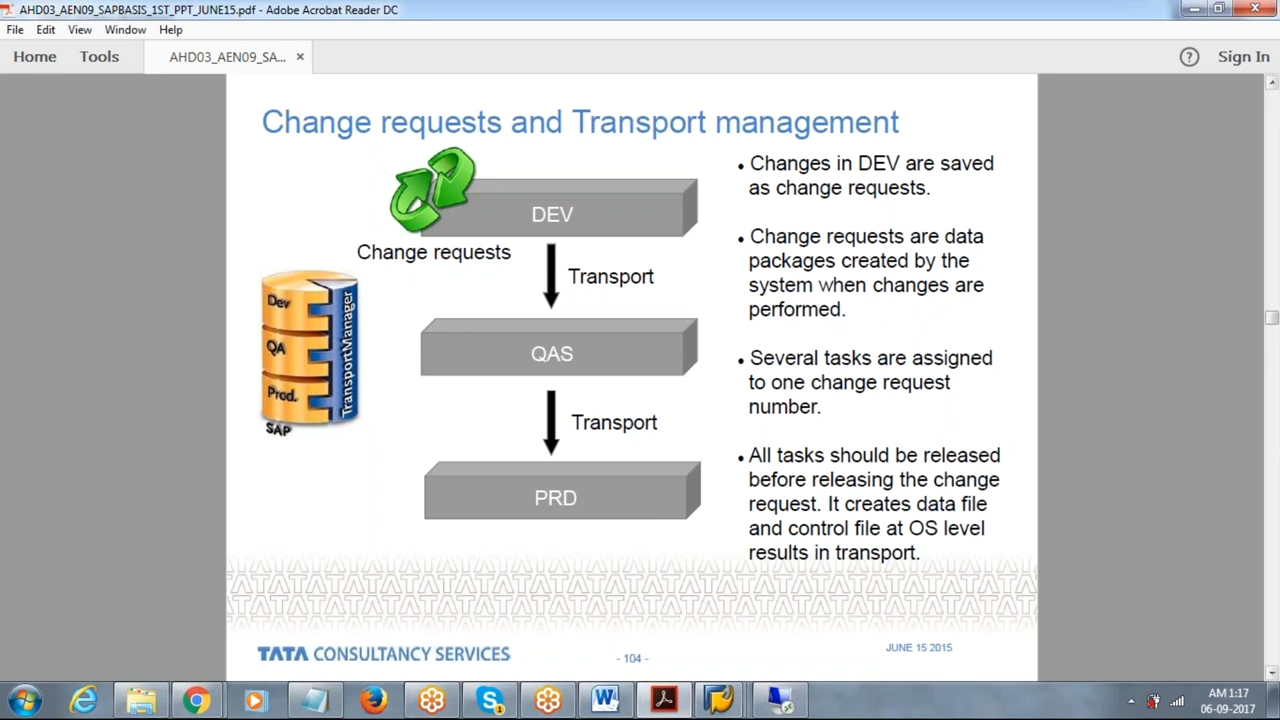 AHD03_AEN09_SAPBASIS_1ST_PPT_JUNE15.pdf - Adobe Acrobat Reader DC
File Edit View Window Help
Home Tools AHD03_AEN09_SA... × ? Sign In
Change requests and Transport management
DEV
Change requests
Transport
QAS
Transport
PRD
Dev
QA
Prod.
SAP
TransportManager
• Changes in DEV are saved
as change requests.
• Change requests are data
packages created by the
system when changes are
performed.
• Several tasks are assigned
to one change request
number.
• All tasks should be released
before releasing the change
request. It creates data file
and control file at OS level
results in transport.
TATA CONSULTANCY SERVICES
- 104 -
JUNE 15 2015
AM 1:17
06-09-2017